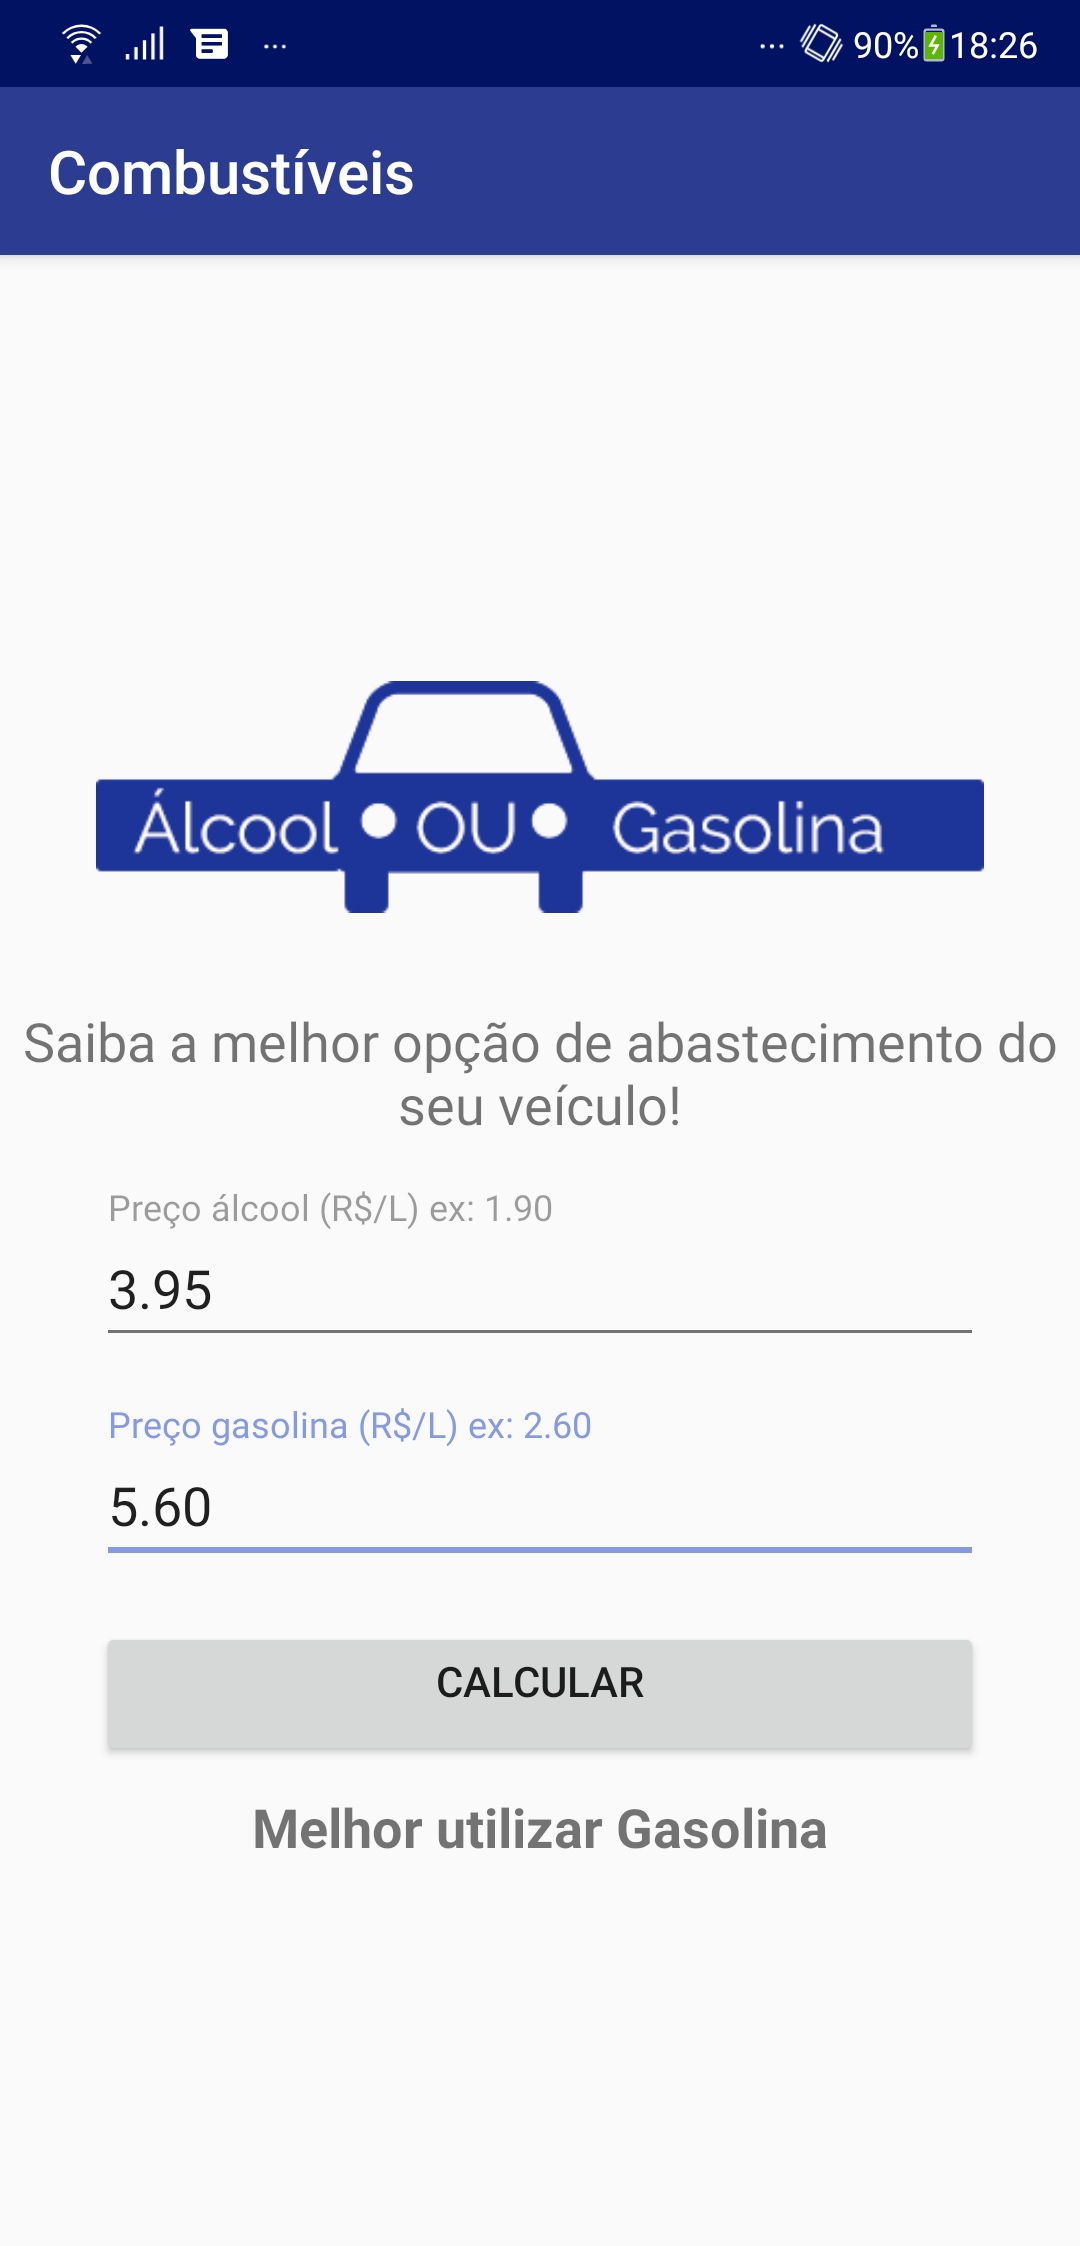 90% 18:26
Combustíveis
Álcool OU Gasolina
Saiba a melhor opção de abastecimento do
seu veículo!
Preço álcool (R$/L) ex: 1.90
3.95
Preço gasolina (R$/L) ex: 2.60
5.60
CALCULAR
Melhor utilizar Gasolina